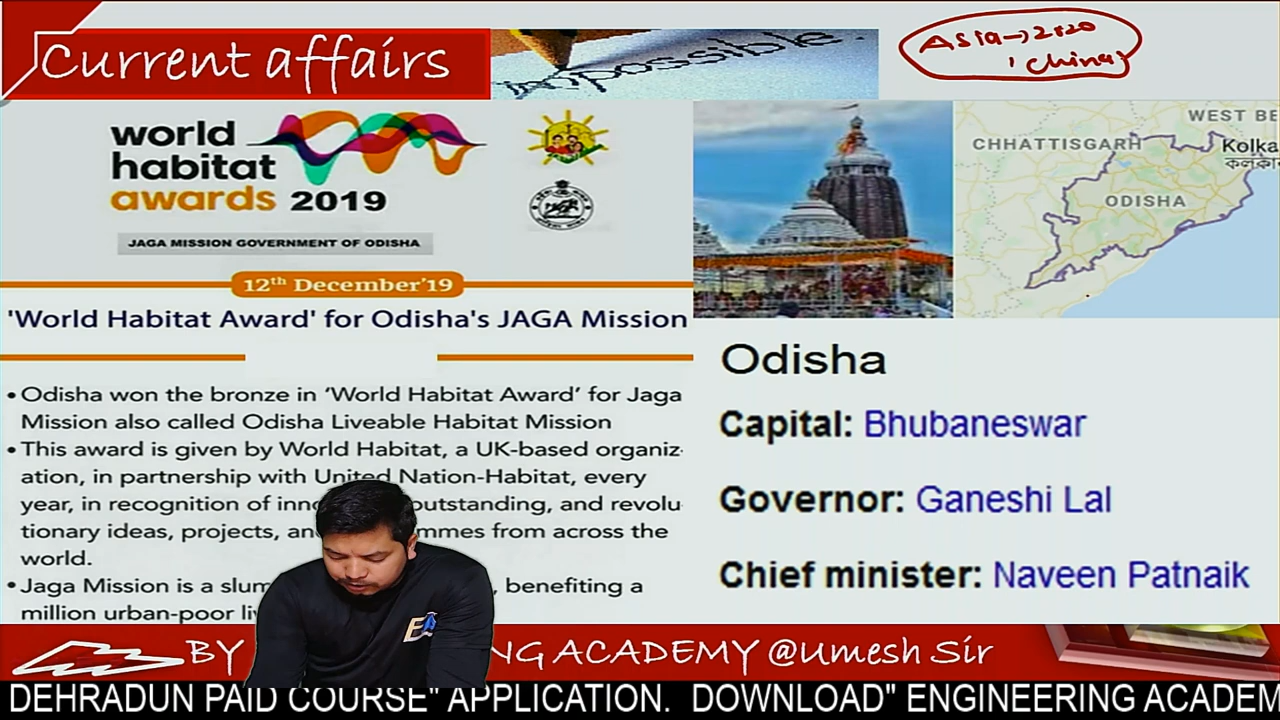 Current affairs
impossible.
Asia→2020
China
world
habitat
awards 2019
JAGA MISSION GOVERNMENT OF ODISHA
12th December'19
'World Habitat Award' for Odisha's JAGA Mission
• Odisha won the bronze in ‘World Habitat Award’ for Jaga
Mission also called Odisha Liveable Habitat Mission
• This award is given by World Habitat, a UK-based organiz-
ation, in partnership with United Nation-Habitat, every
year, in recognition of outstanding, and revolu-
tionary ideas, projects, and from across the
world.
• Jaga Mission is a slum , benefiting a
million urban-poor
CHHATTISGARH
WEST BE
Kolka
কলকা
ODISHA
Odisha
Capital: Bhubaneswar
Governor: Ganeshi Lal
Chief minister: Naveen Patnaik
BY NG ACADEMY @Umesh Sir
DEHRADUN PAID COURSE" APPLICATION. DOWNLOAD" ENGINEERING ACADEM